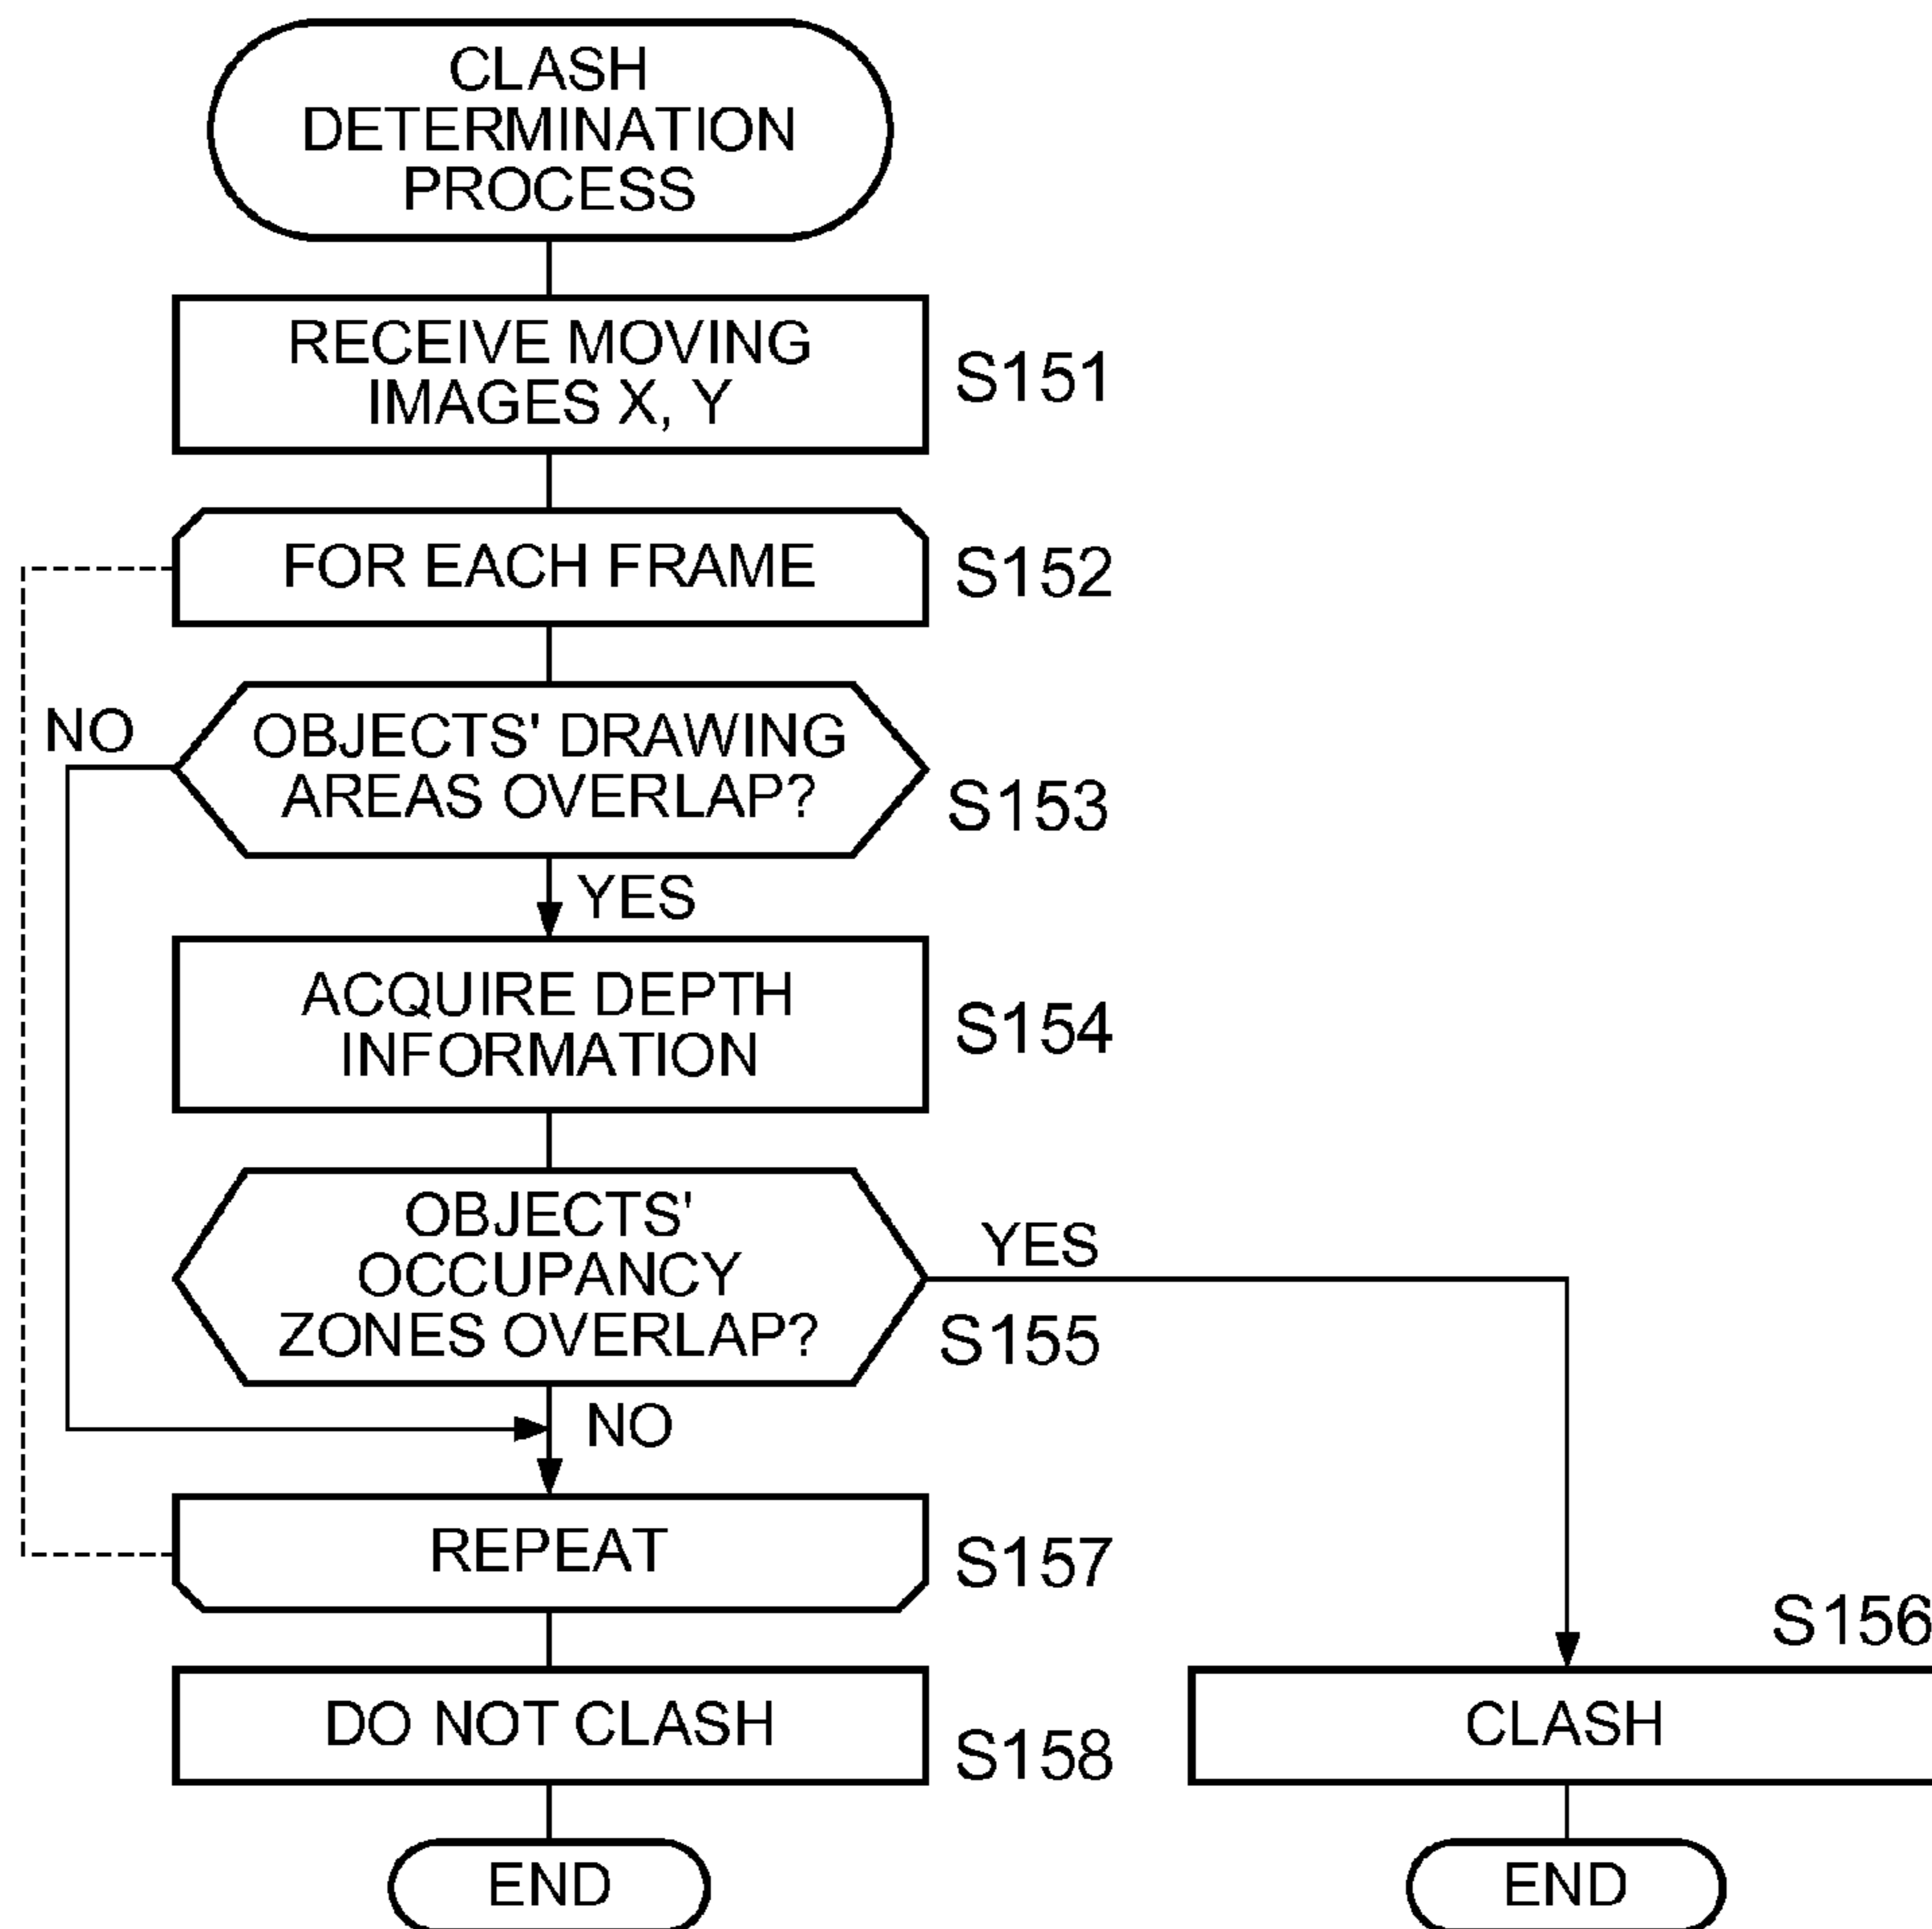 CLASH
DETERMINATION
PROCESS
RECEIVE MOVING
IMAGES X, Y
S151
FOR EACH FRAME
S152
NO
OBJECTS' DRAWING
AREAS OVERLAP?
S153
YES
ACQUIRE DEPTH
INFORMATION
S154
OBJECTS'
OCCUPANCY
ZONES OVERLAP?
YES
S155
NO
REPEAT
S157
S156
DO NOT CLASH
S158
CLASH
END
END